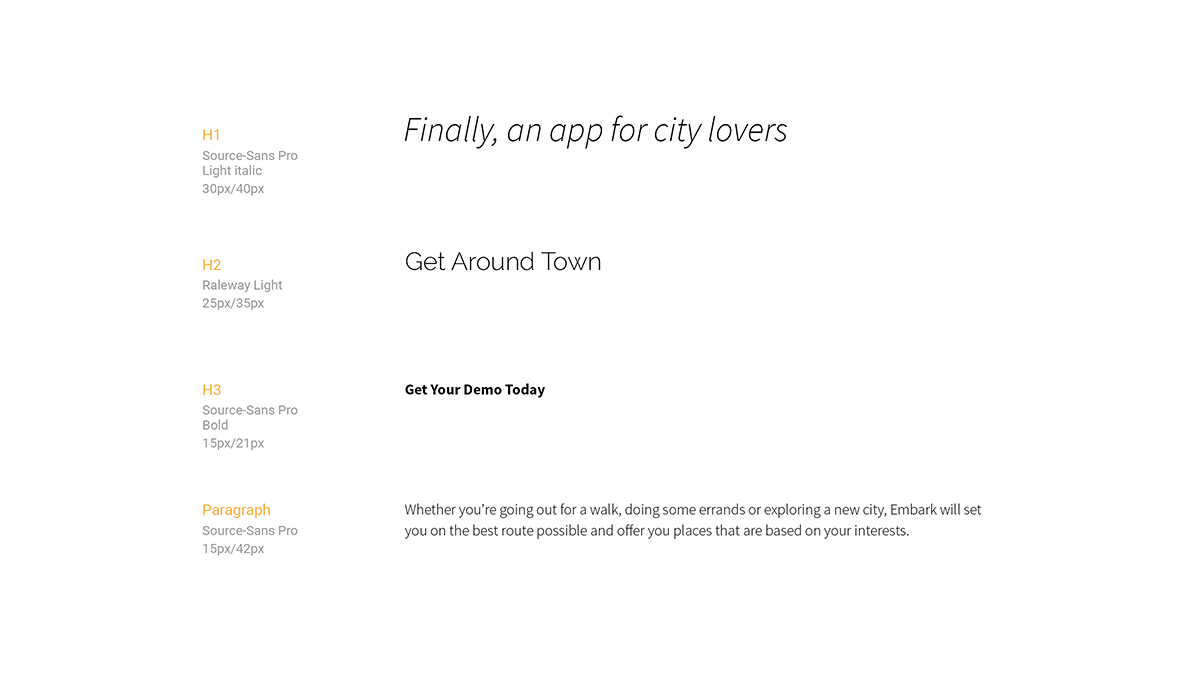 H1
Source-Sans Pro
Light italic
30px/40px
Finally, an app for city lovers
H2
Raleway Light
25px/35px
Get Around Town
H3
Source-Sans Pro
Bold
15px/21px
Get Your Demo Today
Paragraph
Source-Sans Pro
15px/42px
Whether you’re going out for a walk, doing some errands or exploring a new city, Embark will set
you on the best route possible and offer you places that are based on your interests.